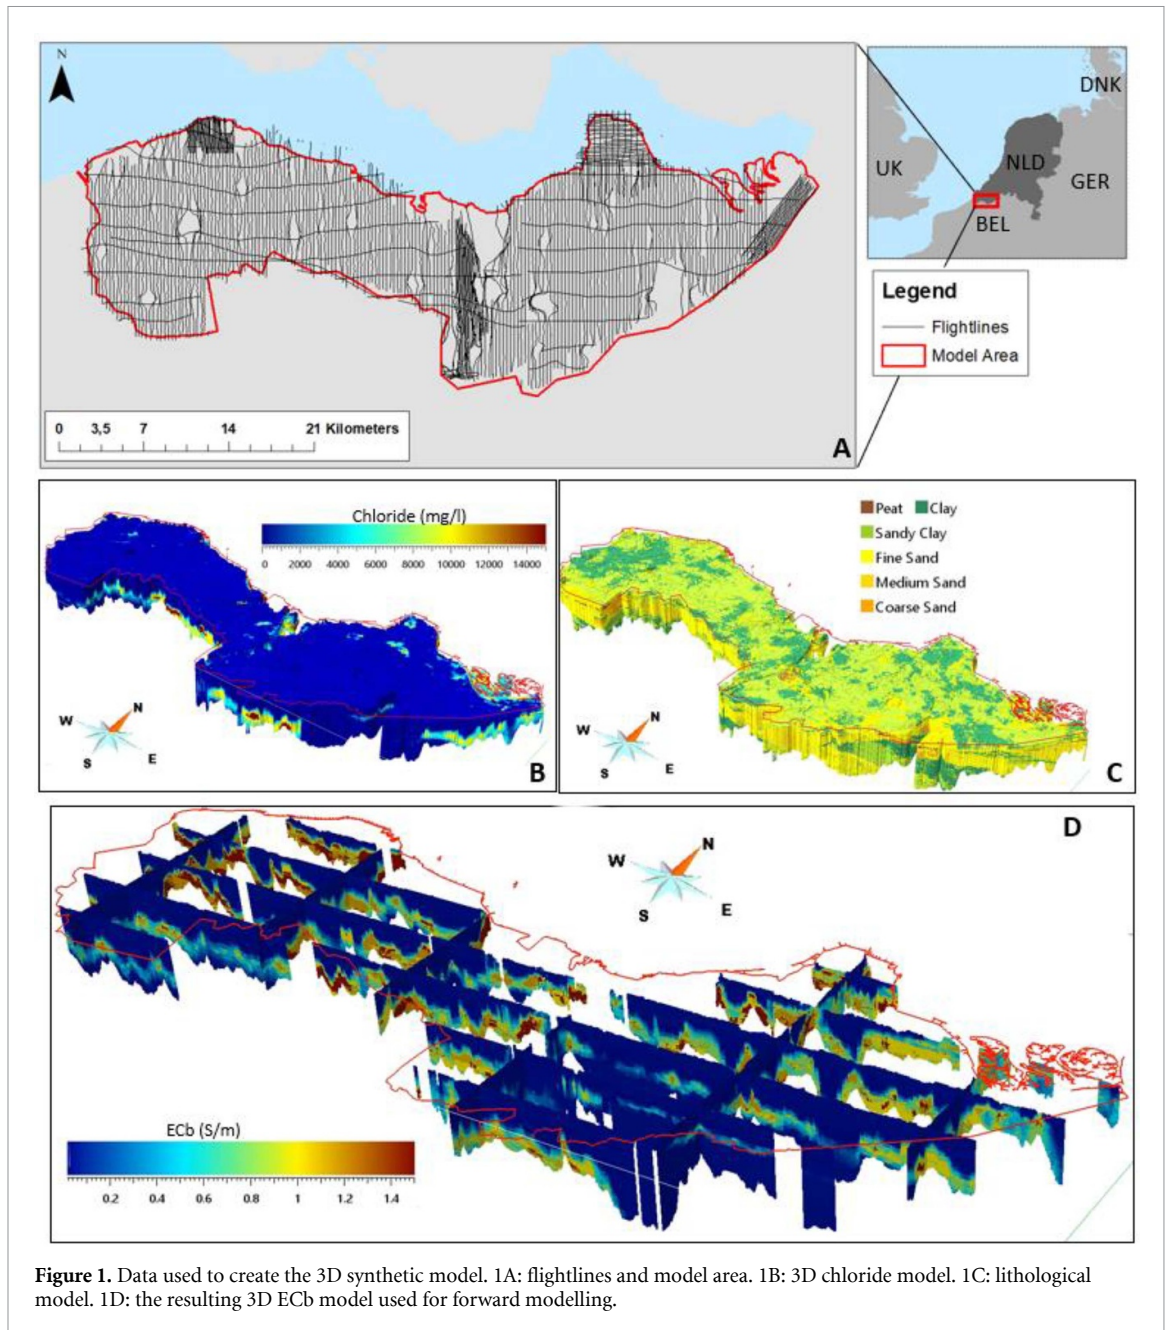 N
DNK
UK
NLD
GER
BEL
Legend
Flightlines
Model Area
0 3,5 7 14 21 Kilometers
A
Chloride (mg/l)
0 2000 4000 6000 8000 10000 12000 14000
W N
S E
B
Peat Clay
Sandy Clay
Fine Sand
Medium Sand
Coarse Sand
W N
S E
C
D
W N
S E
ECb (S/m)
0.2 0.4 0.6 0.8 1 1.2 1.4
Figure 1. Data used to create the 3D synthetic model. 1A: flightlines and model area. 1B: 3D chloride model. 1C: lithological
model. 1D: the resulting 3D ECb model used for forward modelling.